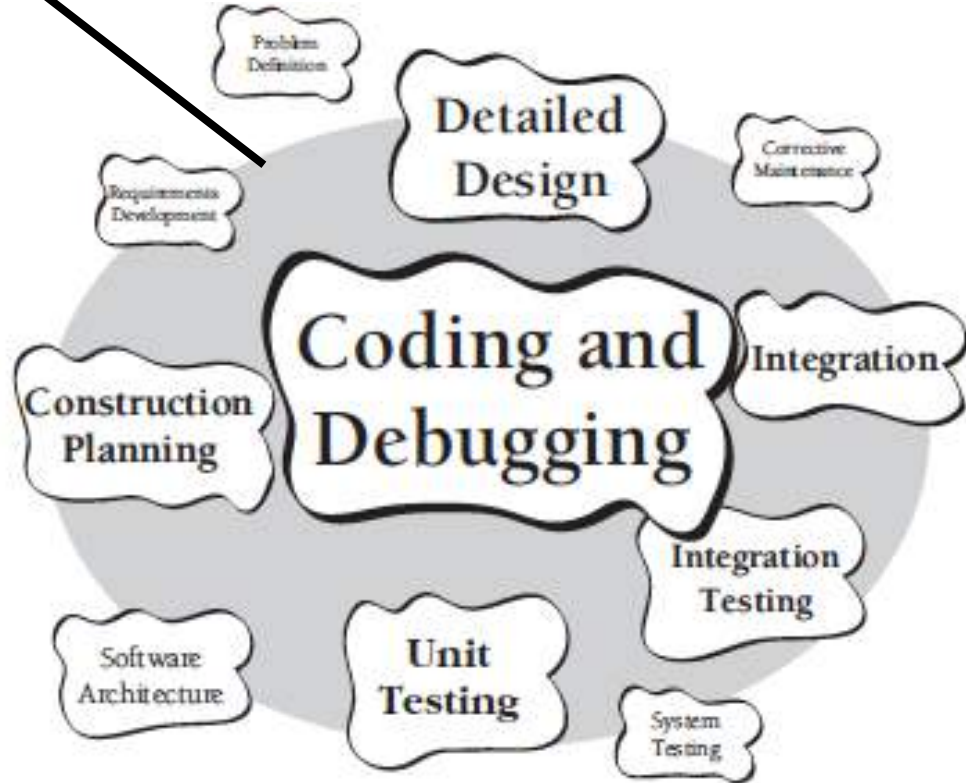 Problem
Definition
Detailed
Design
Corrective
Maintenance
Requirements
Development
Coding and
Debugging
Integration
Construction
Planning
Integration
Testing
Software
Architecture
Unit
Testing
System
Testing